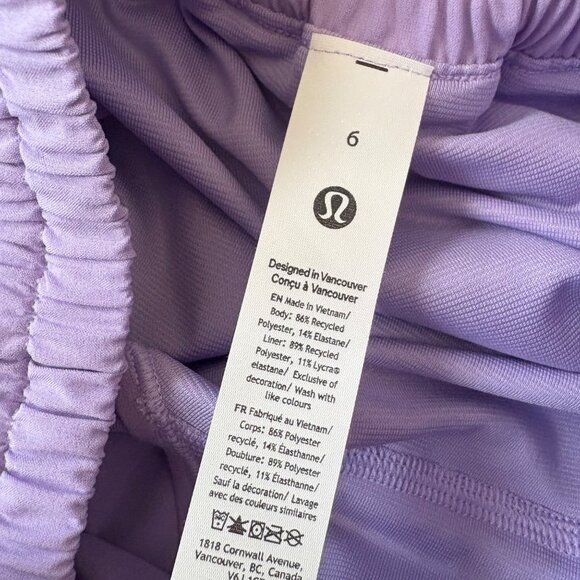 6
Designed in Vancouver
Conçu à Vancouver
EN Made in Vietnam/
Body: 86% Recycled
Polyester, 14% Elastane/
Liner: 89% Recycled
Polyester, 11% Lycra®
elastane/ Exclusive of
decoration/ Wash with
like colours
FR Fabriqué au Vietnam/
Corps: 86% Polyester
recyclé, 14% Élasthanne/
Doublure: 89% Polyester
recyclé, 11% Élasthanne/
Sauf la décoration/ Lavage
avec des couleurs similaires
1818 Cornwall Avenue,
Vancouver, BC, Canada